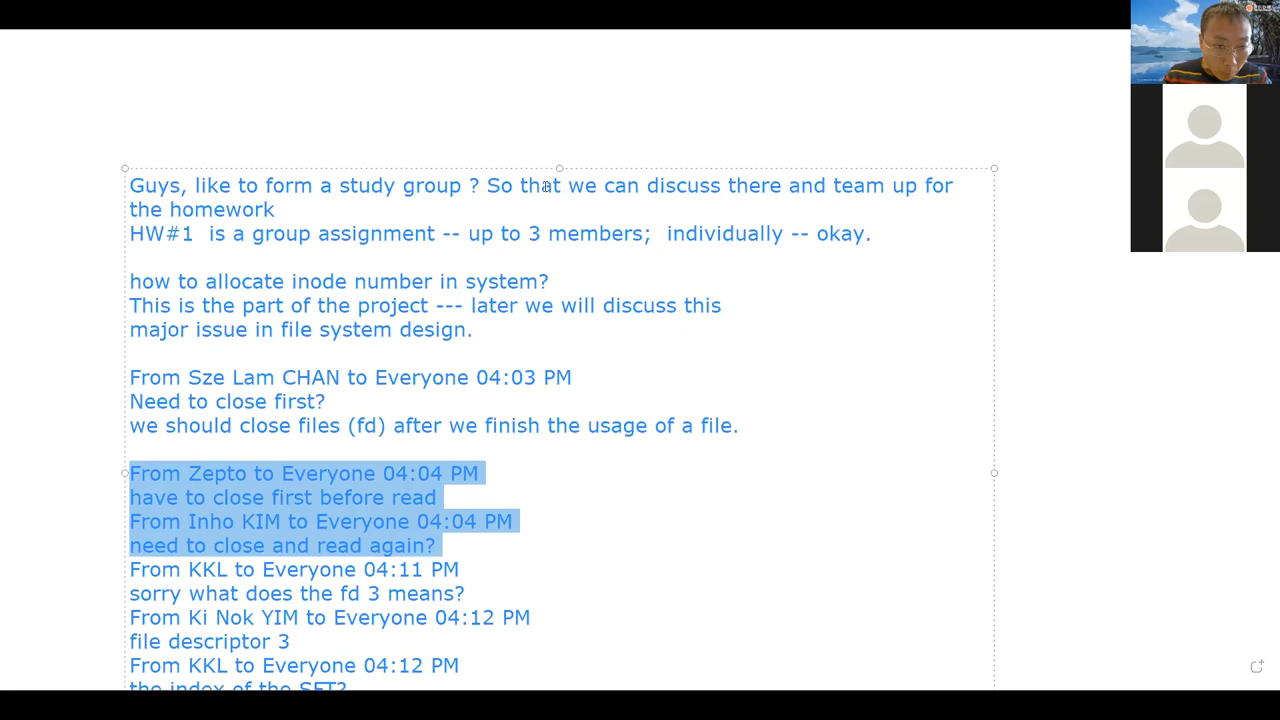 Guys, like to form a study group ? So that we can discuss there and team up for
the homework
HW#1  is a group assignment -- up to 3 members;  individually -- okay.
how to allocate inode number in system?
This is the part of the project --- later we will discuss this
major issue in file system design.
From Sze Lam CHAN to Everyone 04:03 PM
Need to close first?
we should close files (fd) after we finish the usage of a file.
From Zepto to Everyone 04:04 PM
have to close first before read
From Inho KIM to Everyone 04:04 PM
need to close and read again?
From KKL to Everyone 04:11 PM
sorry what does the fd 3 means?
From Ki Nok YIM to Everyone 04:12 PM
file descriptor 3
From KKL to Everyone 04:12 PM
the index of the SFT?